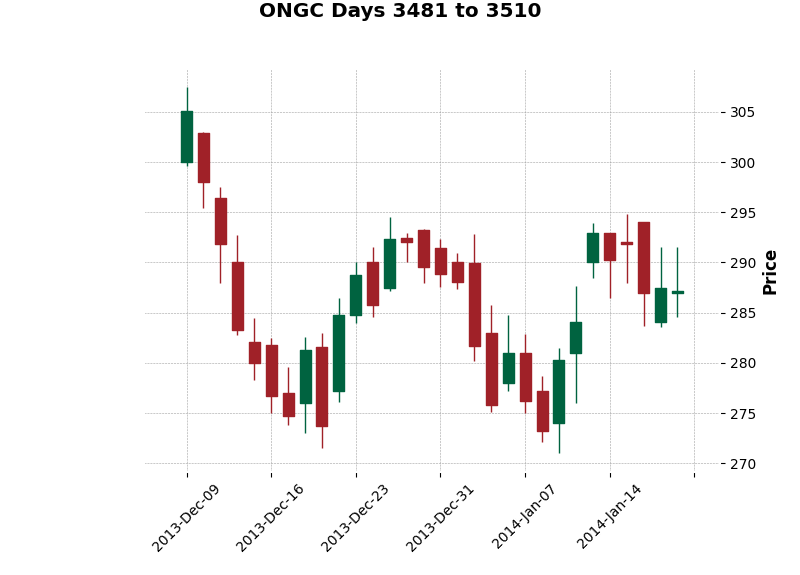 ONGC Days 3481 to 3510
305
300
295
290
285
280
275
270
Price
2013-Dec-09
2013-Dec-16
2013-Dec-23
2013-Dec-31
2014-Jan-07
2014-Jan-14